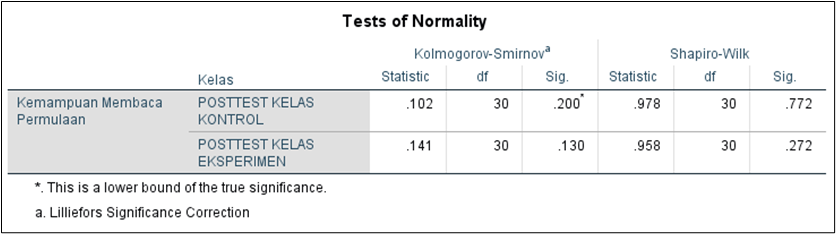 Tests of Normality
Kolmogorov-Smirnovᵃ Shapiro-Wilk
Kelas Statistic df Sig. Statistic df Sig.
Kemampuan Membaca Permulaan POSTTEST KELAS KONTROL .102 30 .200* .978 30 .772
POSTTEST KELAS EKSPERIMEN .141 30 .130 .958 30 .272
*. This is a lower bound of the true significance.
a. Lilliefors Significance Correction